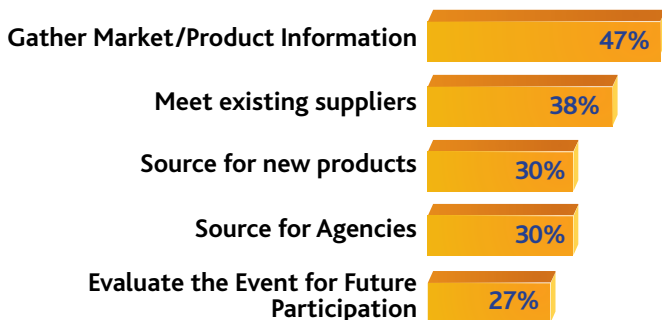 Gather Market/Product Information 47%
Meet existing suppliers 38%
Source for new products 30%
Source for Agencies 30%
Evaluate the Event for Future
Participation 27%